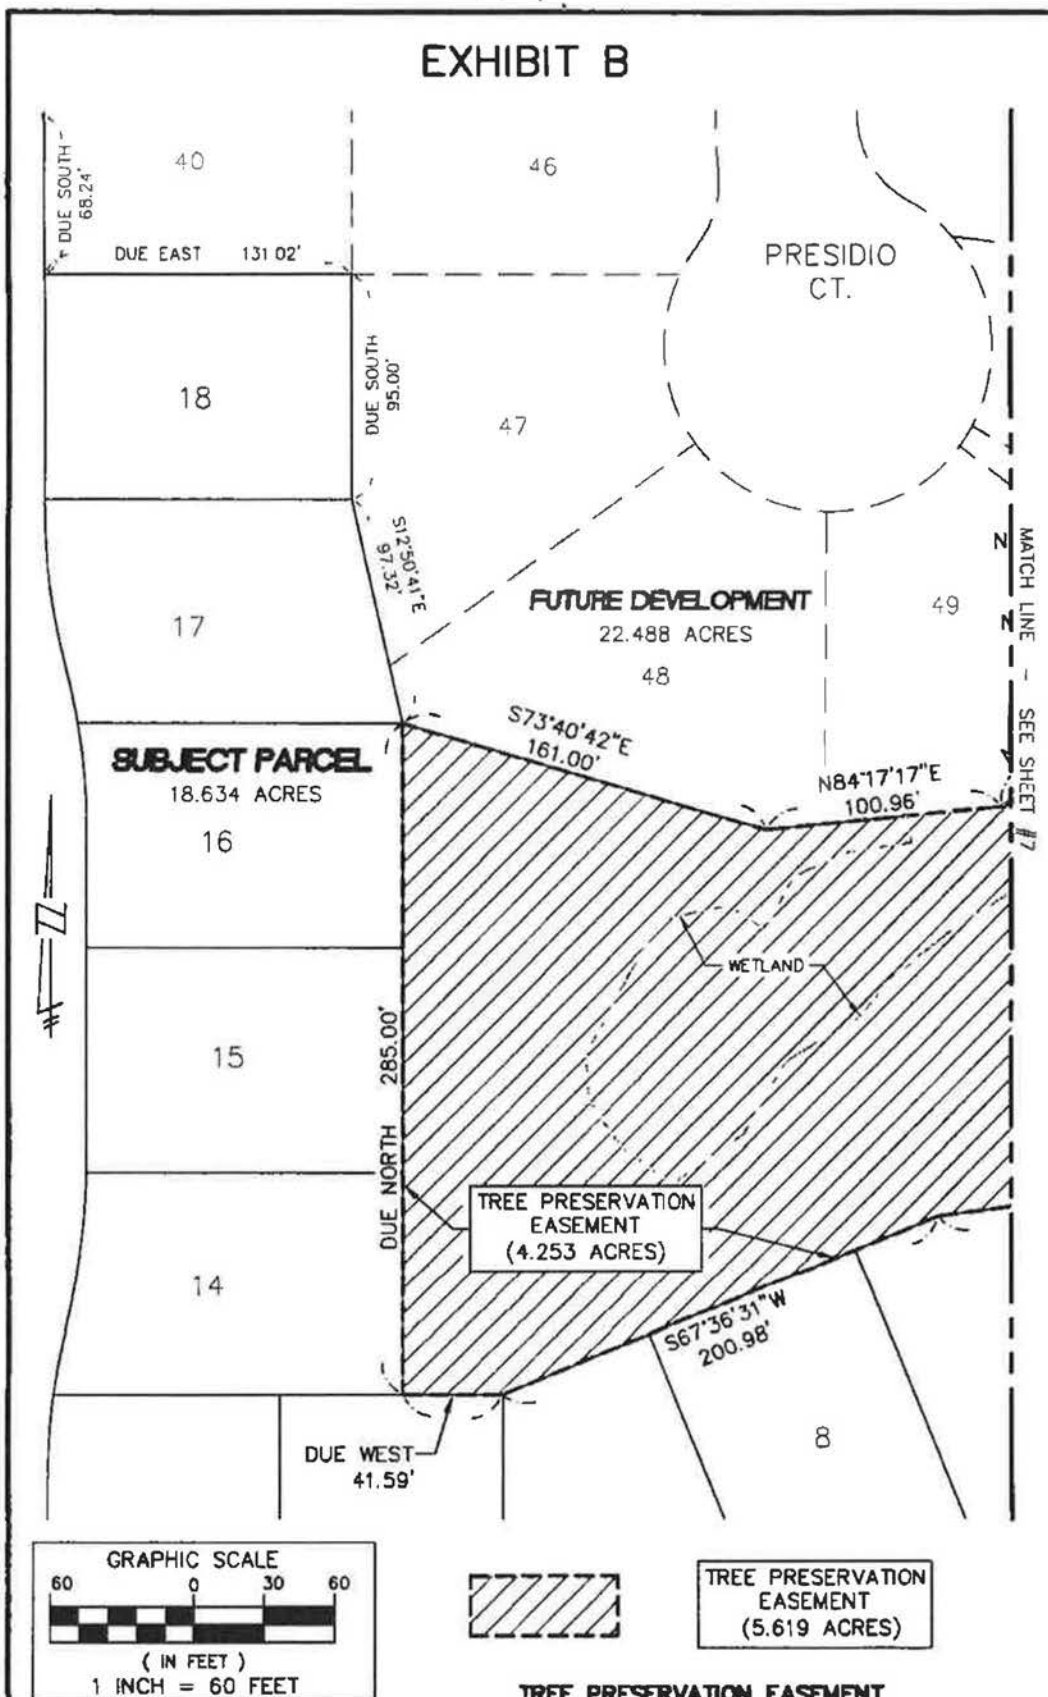 EXHIBIT B
DUE SOUTH
68.24'
40
46
DUE EAST 131.02'
PRESIDIO
CT.
18
DUE SOUTH
95.00'
47
S12°50'41"E
97.32'
17
FUTURE DEVELOPMENT
22.488 ACRES
49
48
N
N
MATCH LINE - SEE SHEET #7
S73°40'42"E
161.00'
N84°17'17"E
100.96'
SUBJECT PARCEL
18.634 ACRES
16
N
WETLAND
15
DUE NORTH 285.00'
TREE PRESERVATION
EASEMENT
(4.253 ACRES)
14
S67°36'31"W
200.98'
DUE WEST
41.59'
8
GRAPHIC SCALE
60 0 30 60
( IN FEET )
1 INCH = 60 FEET
TREE PRESERVATION
EASEMENT
(5.619 ACRES)
TREE PRESERVATION EASEMENT